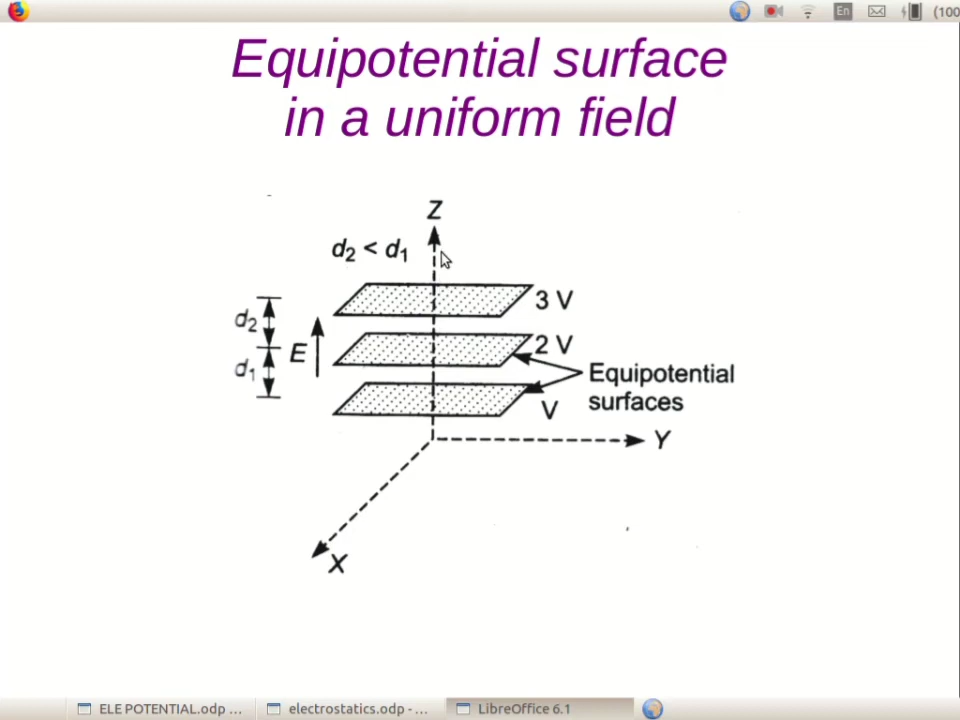 En
(100
Equipotential surface
in a uniform field
Z
d2 < d1
3 V
d2
E
2 V
d1
Equipotential
surfaces
V
Y
X
ELE POTENTIAL.odp ...
electrostatics.odp - ...
LibreOffice 6.1